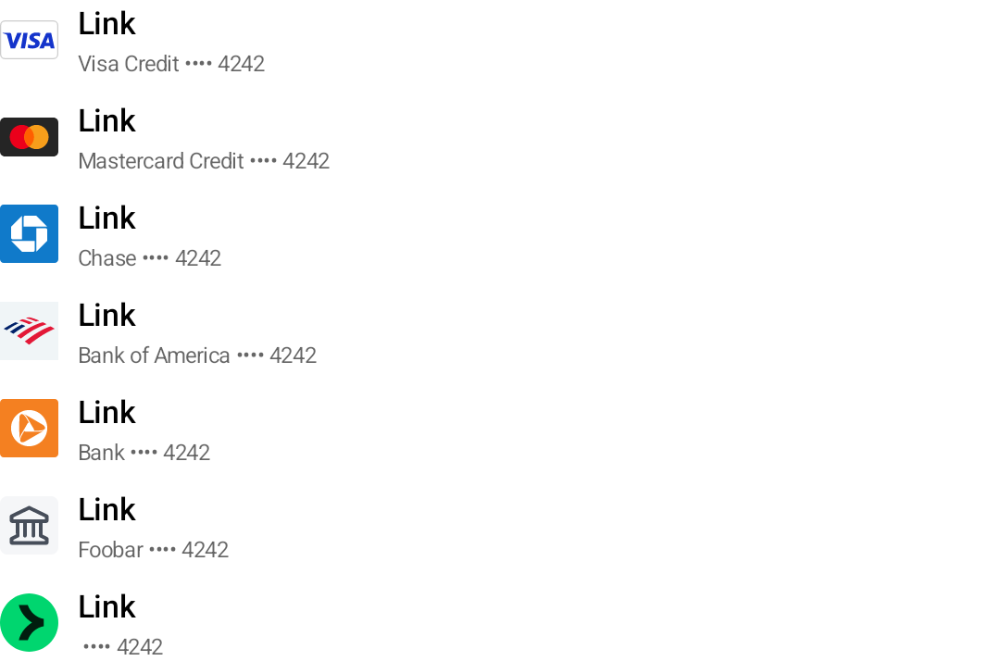 VISA
Link
Visa Credit •••• 4242
Link
Mastercard Credit •••• 4242
Link
Chase •••• 4242
Link
Bank of America •••• 4242
Link
Bank •••• 4242
Link
Foobar •••• 4242
Link
•••• 4242